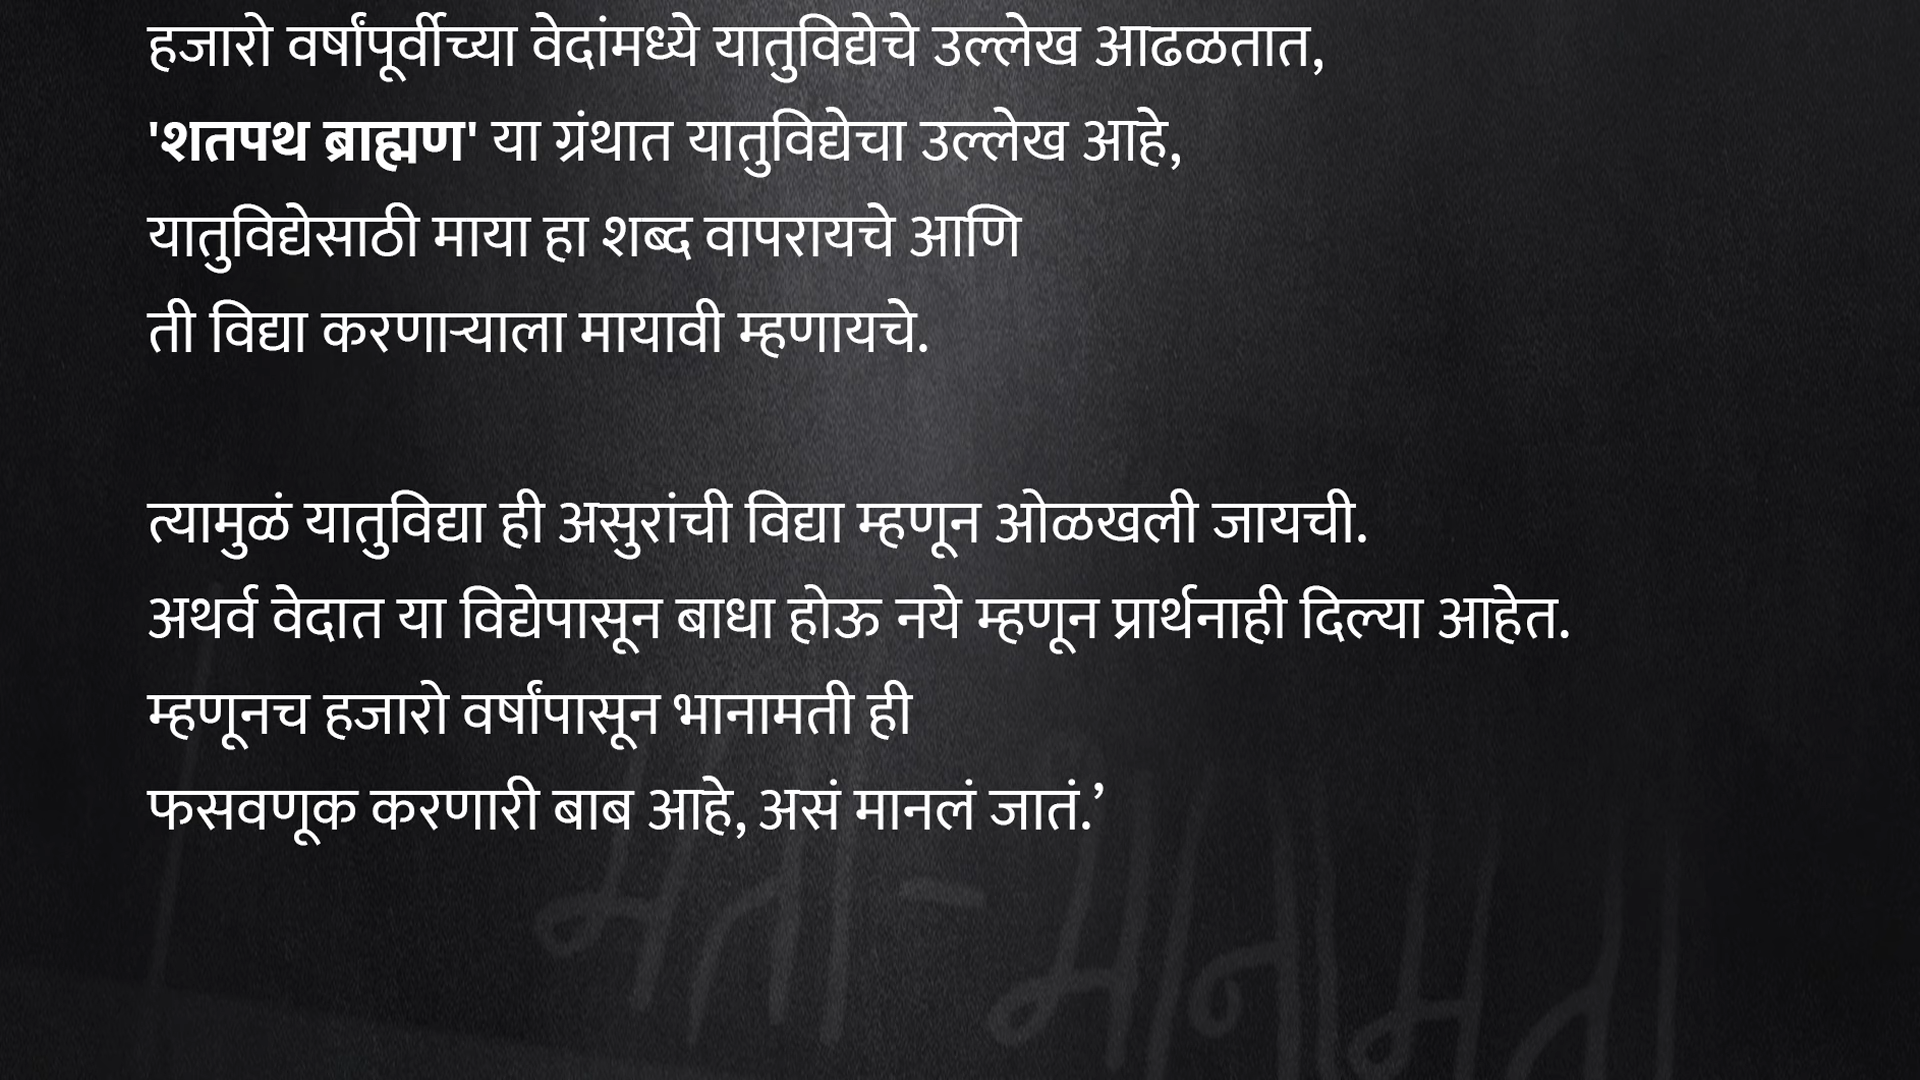 हजारो वर्षांपूर्वीच्या वेदांमध्ये यातुविद्येचे उल्लेख आढळतात,
'शतपथ ब्राह्मण' या ग्रंथात यातुविद्येचा उल्लेख आहे,
यातुविद्येसाठी माया हा शब्द वापरायचे आणि
ती विद्या करणाऱ्याला मायावी म्हणायचे.
त्यामुळं यातुविद्या ही असुरांची विद्या म्हणून ओळखली जायची.
अथर्व वेदात या विद्येपासून बाधा होऊ नये म्हणून प्रार्थनाही दिल्या आहेत.
म्हणूनच हजारो वर्षांपासून भानामती ही
फसवणूक करणारी बाब आहे, असं मानलं जातं.’